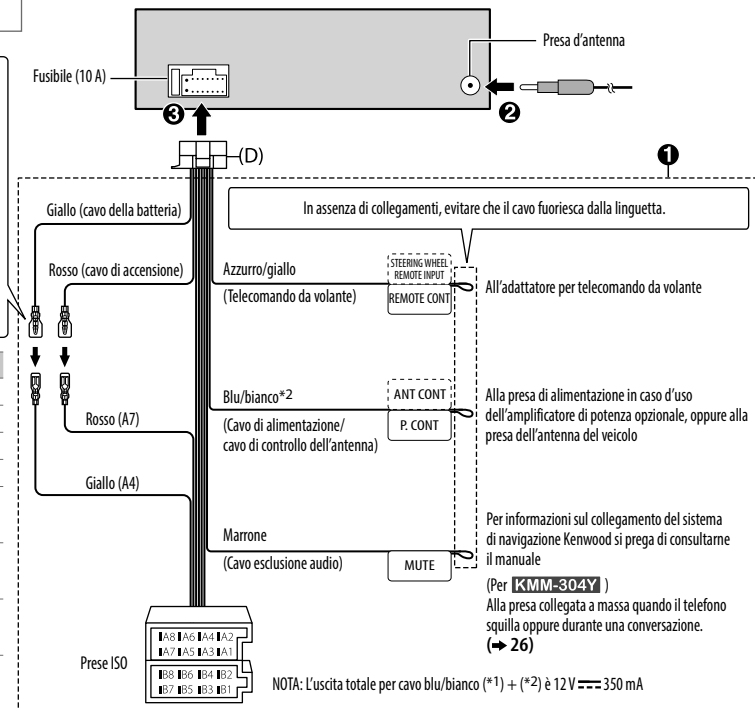 Presa d'antenna
Fusibile (10 A)
❸
❷
(D)
❶
Giallo (cavo della batteria)
In assenza di collegamenti, evitare che il cavo fuoriesca dalla linguetta.
Rosso (cavo di accensione)
Azzurro/giallo
(Telecomando da volante)
STEERING WHEEL
REMOTE INPUT
REMOTE CONT
All'adattatore per telecomando da volante
Rosso (A7)
Blu/bianco*2
(Cavo di alimentazione/
cavo di controllo dell'antenna)
ANT CONT
P. CONT
Alla presa di alimentazione in caso d'uso
dell'amplificatore di potenza opzionale, oppure alla
presa dell'antenna del veicolo
Giallo (A4)
Marrone
(Cavo esclusione audio)
MUTE
Per informazioni sul collegamento del sistema
di navigazione Kenwood si prega di consultarne
il manuale
(Per KMM-304Y )
Alla presa collegata a massa quando il telefono
squilla oppure durante una conversazione.
(➜ 26)
Prese ISO
A8 A6 A4 A2
A7 A5 A3 A1
B8 B6 B4 B2
B7 B5 B3 B1
NOTA: L'uscita totale per cavo blu/bianco (*1) + (*2) è 12 V ⎓ 350 mA